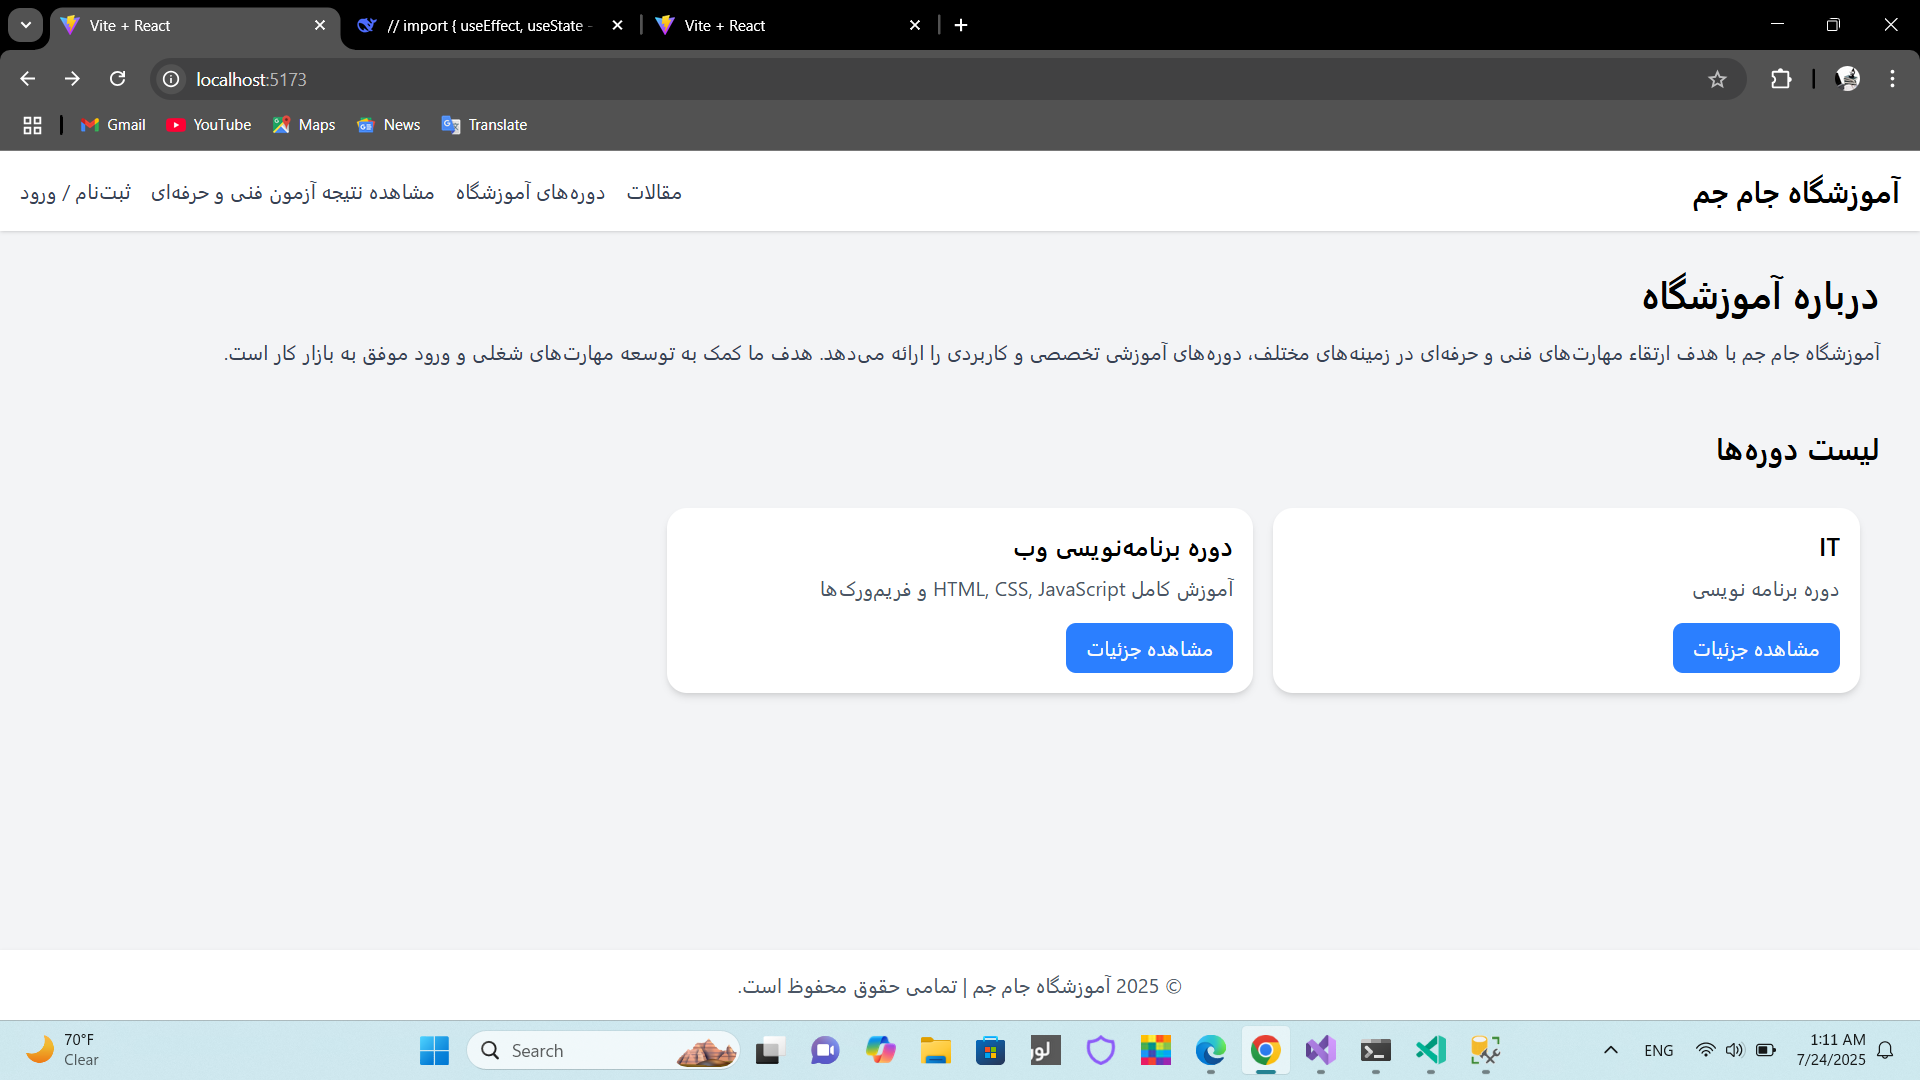 Vite + React
// import { useEffect, useState -
Vite + React
localhost:5173
Gmail
YouTube
Maps
News
Translate
آموزشگاه جام جم
مقالات
دوره‌های آموزشگاه
مشاهده نتیجه آزمون فنی و حرفه‌ای
ثبت‌نام / ورود
درباره آموزشگاه
آموزشگاه جام جم با هدف ارتقاء مهارت‌های فنی و حرفه‌ای در زمینه‌های مختلف، دوره‌های آموزشی تخصصی و کاربردی را ارائه می‌دهد. هدف ما کمک به توسعه مهارت‌های شغلی و ورود موفق به بازار کار است.
لیست دوره‌ها
IT
دوره برنامه نویسی
مشاهده جزئیات
دوره برنامه‌نویسی وب
آموزش کامل HTML, CSS, JavaScript و فریم‌ورک‌ها
مشاهده جزئیات
© 2025 آموزشگاه جام جم | تمامی حقوق محفوظ است.
70°F
Clear
Search
لور
ENG
1:11 AM
7/24/2025